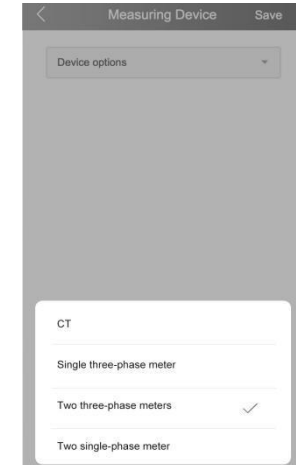 Measuring Device Save
Device options
CT
Single three-phase meter
Two three-phase meters
Two single-phase meter